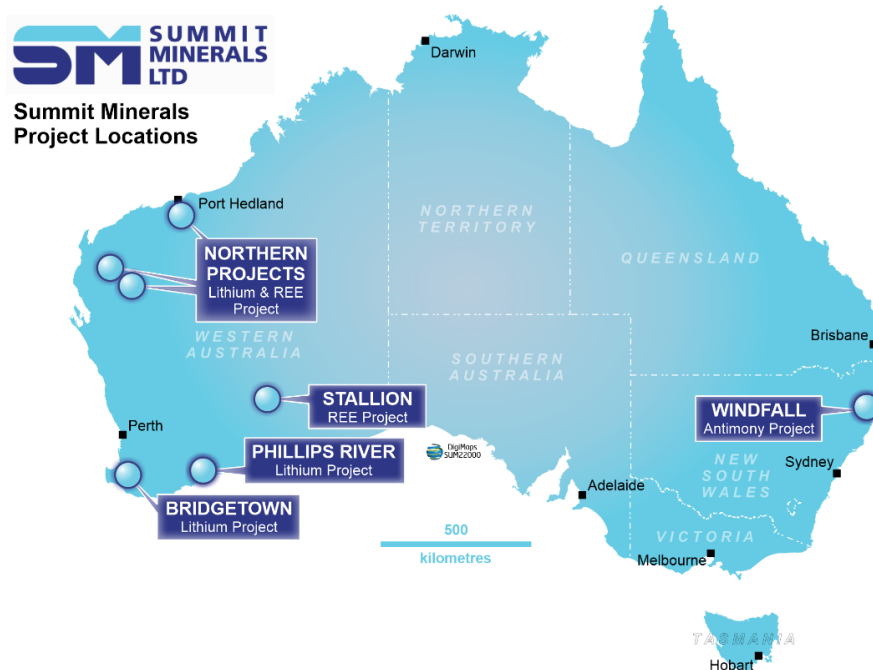 SM
SUMMIT
MINERALS
LTD
Summit Minerals
Project Locations
Darwin
Port Hedland
NORTHERN
PROJECTS
Lithium & REE
Project
NORTHERN
TERRITORY
QUEENSLAND
WESTERN
AUSTRALIA
SOUTHERN
AUSTRALIA
Brisbane
STALLION
REE Project
WINDFALL
Antimony Project
Perth
PHILLIPS RIVER
Lithium Project
DigiMaps
SUM22000
BRIDGETOWN
Lithium Project
Adelaide
NEW
SOUTH
WALES
Sydney
500
kilometres
VICTORIA
Melbourne
TASMANIA
Hobart